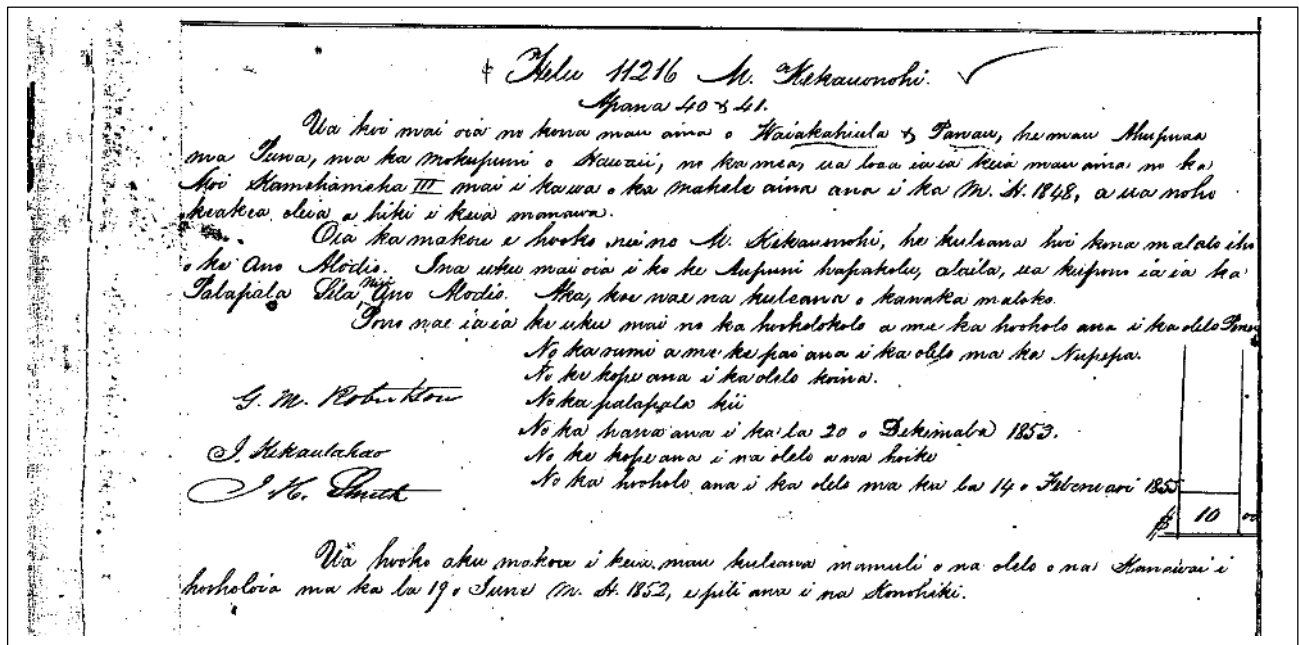 Helu 11216 M. Kekauonohi.
Apana 40 & 41.
Ua koi mai oia no kona mau aina o Waiakahiula & Panau, he mau Ahupuaa
ma Puna, ma ka mokupuni o Hawaii, no ka mea, ua loaa ia ia keia mau aina no ka
Moi Kamehameha III mai i ka wa o ka mahele aina ana i ka M. H. 1848, a ua noho
keakea oleia a hiki i keia manawa.
Oia ka makou e hooko nei no M. Kekauonohi, he kuleana hoi kona malalo iho
o ke Ano Alodio. Ina uku mai oia i ko ke Aupuni hapakolu, alaila, ua kupono ia ia ka
Palapala Sila Nui Ano Alodio. Aka, koe nae na kuleana o kanaka maloko.
Pono nae ia ia ke uku mai no ka hookolokolo a me ka hooholo ana i ka olelo Penei
No ka rumi a me ke pai ana i ka olelo ma ka Nupepa.
No ke kope ana i ka olelo koina.
G. M. Robertson No ka palapala kii
No ka hana ana i ka la 20 o Dekemaba 1853.
J. Kekaulahao No ke kope ana i na olelo a na hoike
J. H. Smith No ka hooholo ana i ka olelo ma ka la 14 o Feberuari 1855
$ 10 00
Ua hooko aku makou i keia mau kuleana mamuli o na olelo o na Kanawai i
hooholoia ma ka la 19 o June M. H. 1852, e pili ana i na Konohiki.